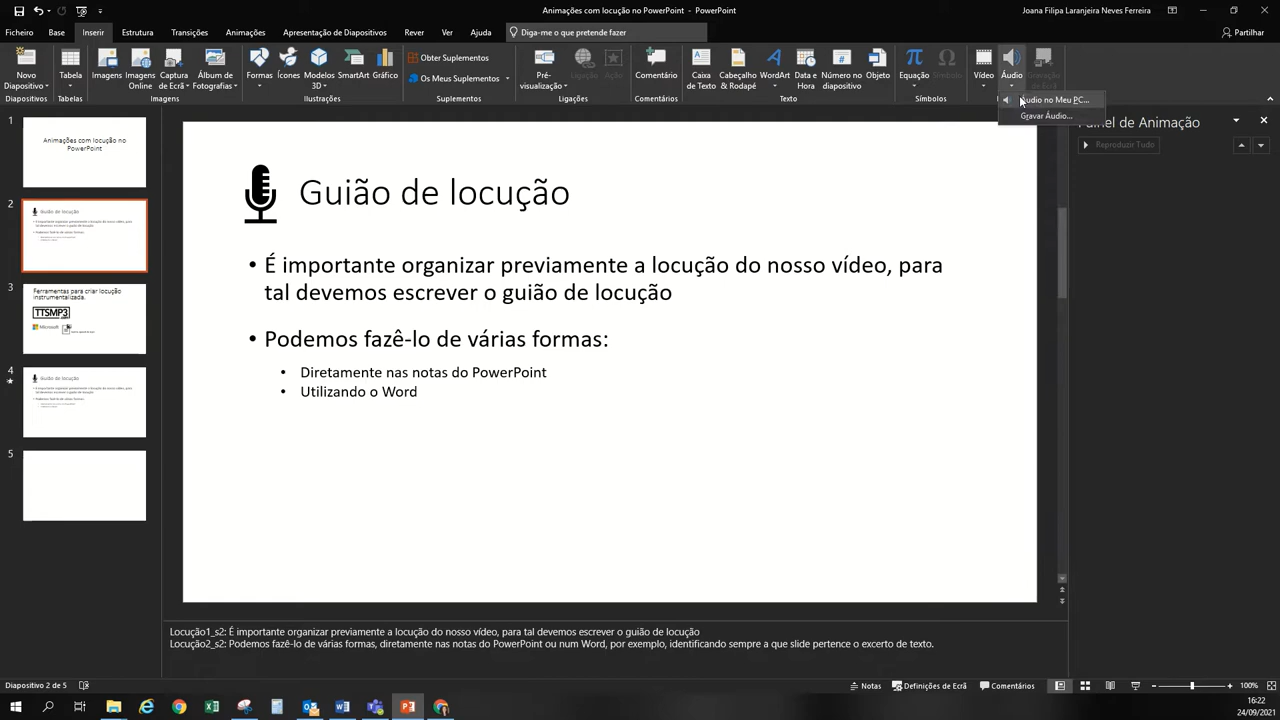 Animações com locução no PowerPoint - PowerPoint
Joana Filipa Laranjeira Neves Ferreira
Ficheiro Base Inserir Estrutura Transições Animações Apresentação de Diapositivos Rever Ver Ajuda Diga-me o que pretende fazer Partilhar
Novo Diapositivo
Tabela
Imagens
Imagens Online
Captura de Ecrã
Álbum de Fotografias
Formas
Ícones
Modelos 3D
SmartArt
Gráfico
Obter Suplementos
Os Meus Suplementos
Pré-visualização
Ligação
Ação
Comentário
Caixa de Texto
Cabeçalho & Rodapé
WordArt
Data e Hora
Número do diapositivo
Objeto
Equação
Símbolo
Vídeo
Áudio
Gravação de Ecrã
Diapositivos Tabelas Imagens Ilustrações Suplementos Ligações Comentários Texto Símbolos
no Meu PC...
Gravar Áudio...
Painel de Animação
Reproduzir Tudo
1
Animações com locução no
PowerPoint
2
Guião de locução
3
Ferramentas para criar locução
instrumentalizada.
TTSMP3
Microsoft
4
Guião de locução
5
Guião de locução
• É importante organizar previamente a locução do nosso vídeo, para
tal devemos escrever o guião de locução
• Podemos fazê-lo de várias formas:
• Diretamente nas notas do PowerPoint
• Utilizando o Word
Locução1_s2: É importante organizar previamente a locução do nosso vídeo, para tal devemos escrever o guião de locução
Locução2_s2: Podemos fazê-lo de várias formas, diretamente nas notas do PowerPoint ou num Word, por exemplo, identificando sempre a que slide pertence o excerto de texto.
Diapositivo 2 de 5
Notas Definições de Ecrã Comentários 100%
16:22
24/09/2021